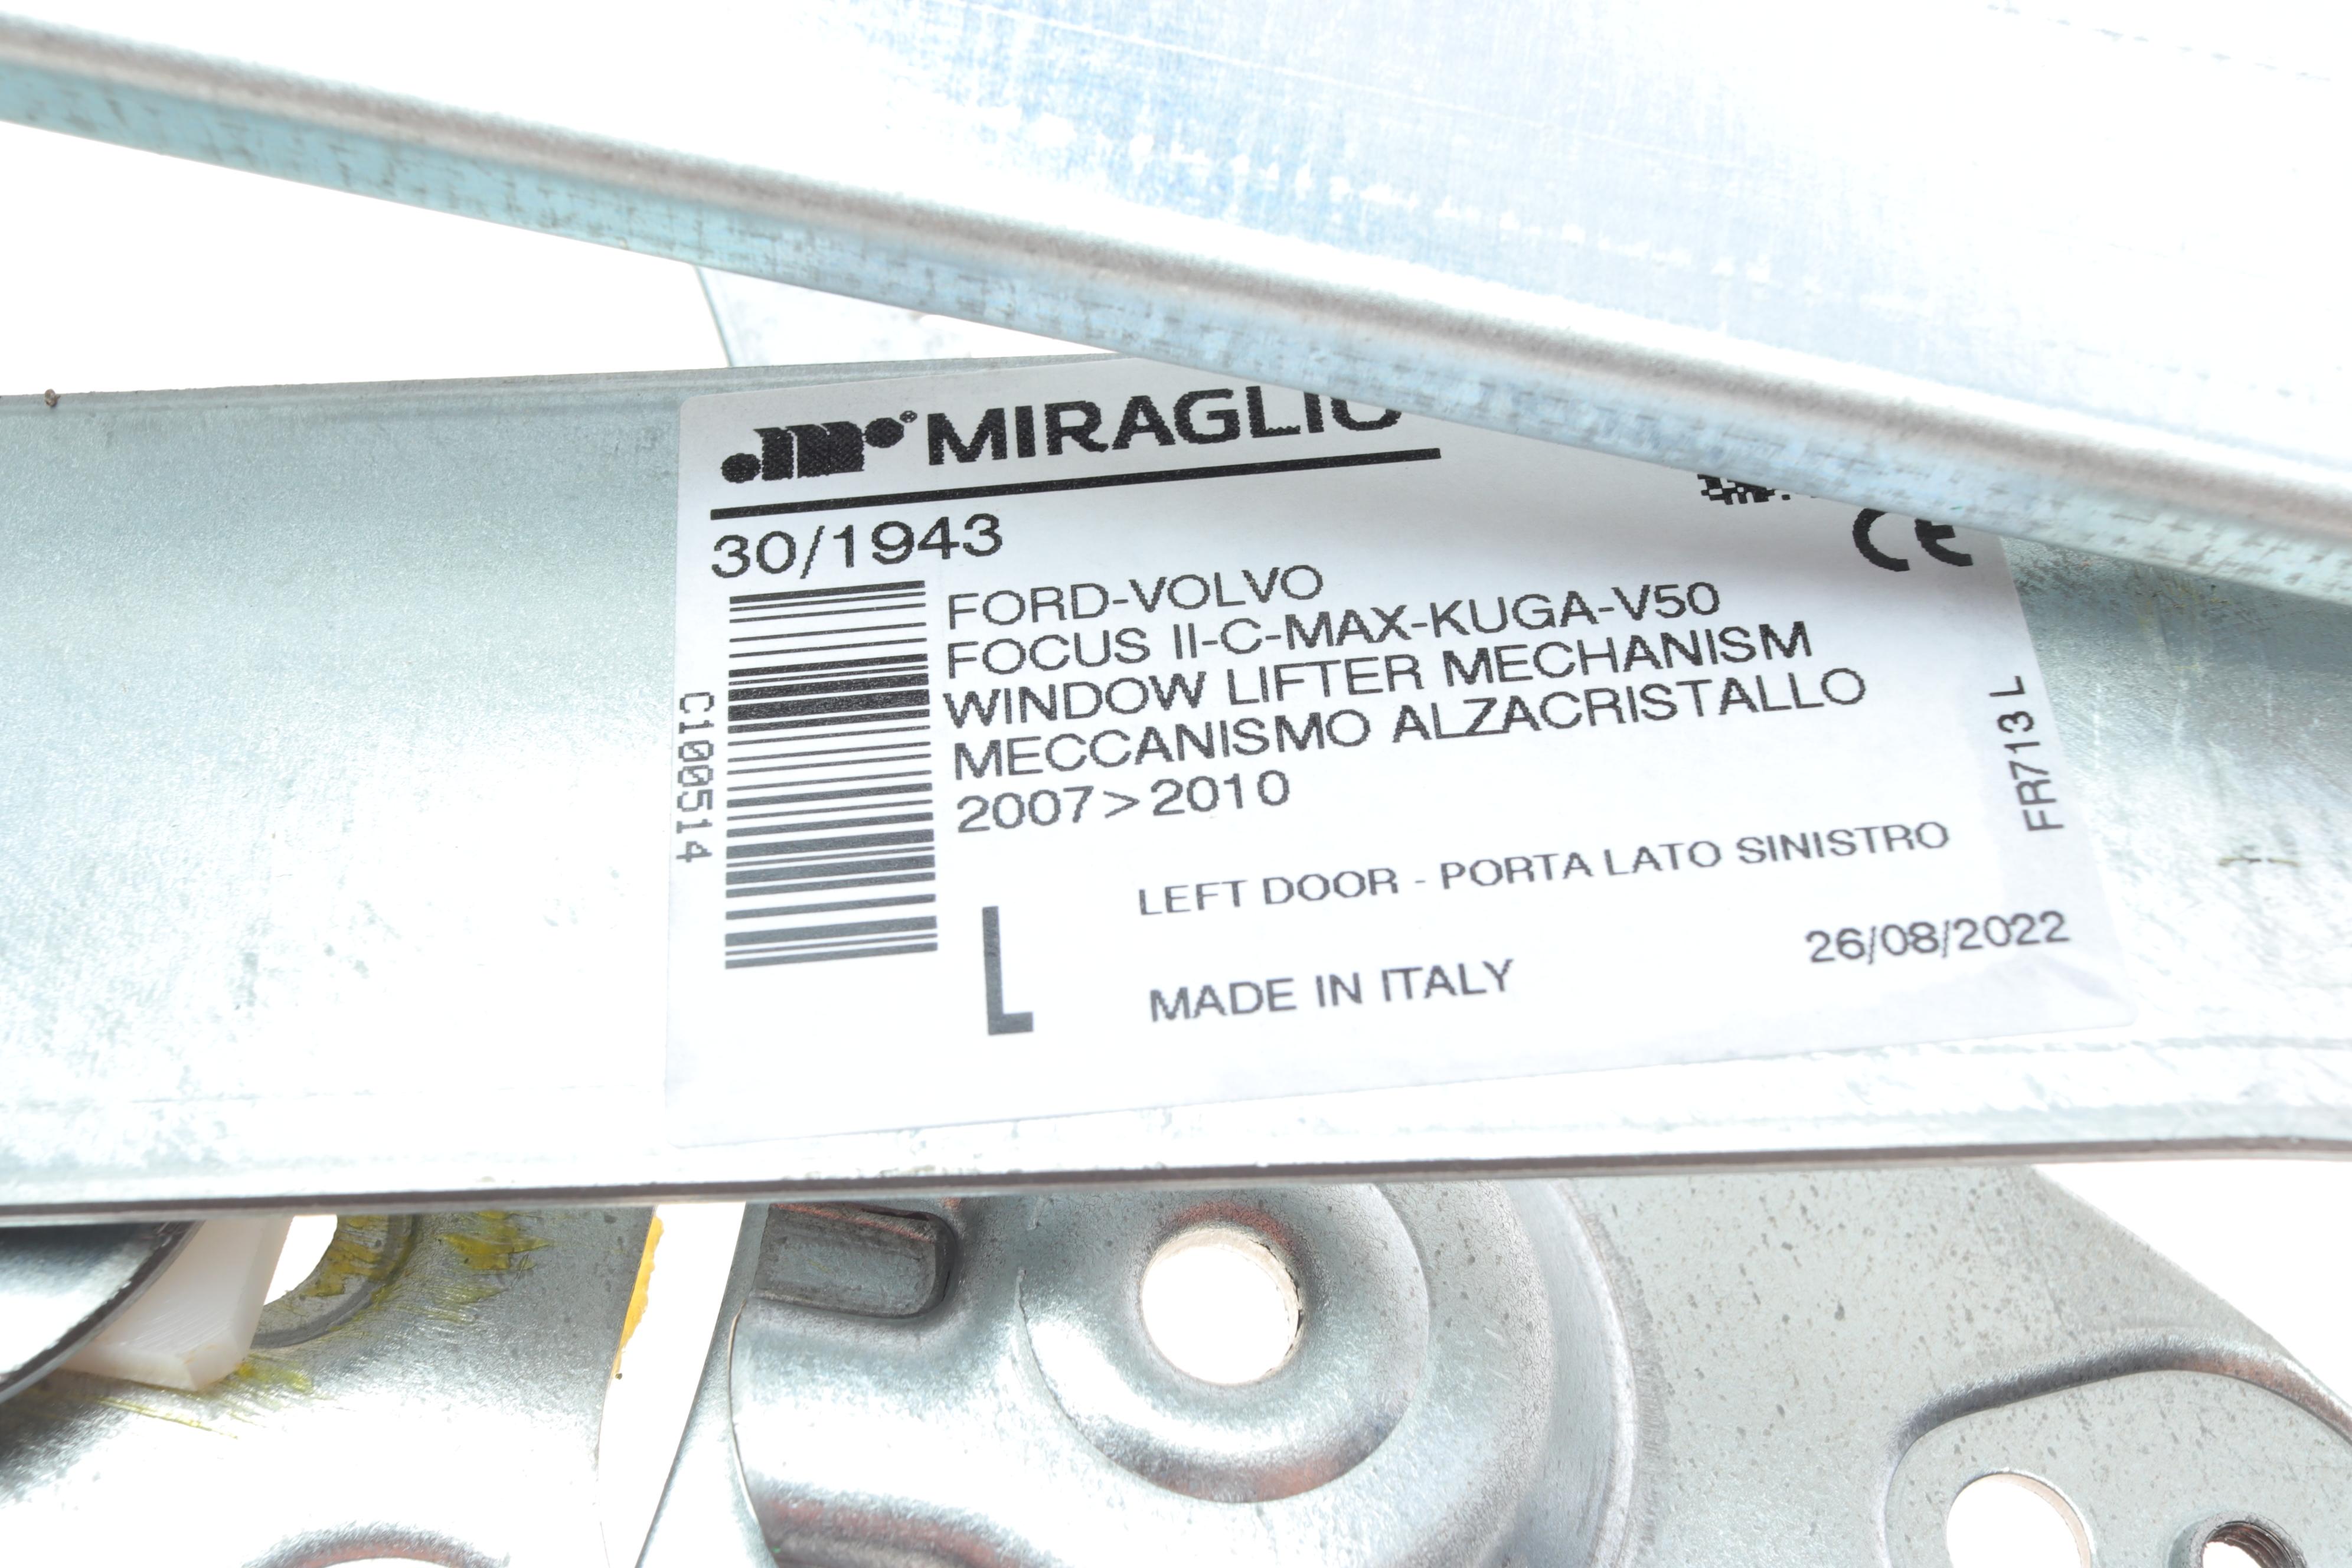 MIRAGLIO
30/1943
CE
FORD-VOLVO
FOCUS II-C-MAX-KUGA-V50
WINDOW LIFTER MECHANISM
MECCANISMO ALZACRISTALLO
2007>2010
C100514
FR713 L
LEFT DOOR - PORTA LATO SINISTRO
L
MADE IN ITALY
26/08/2022